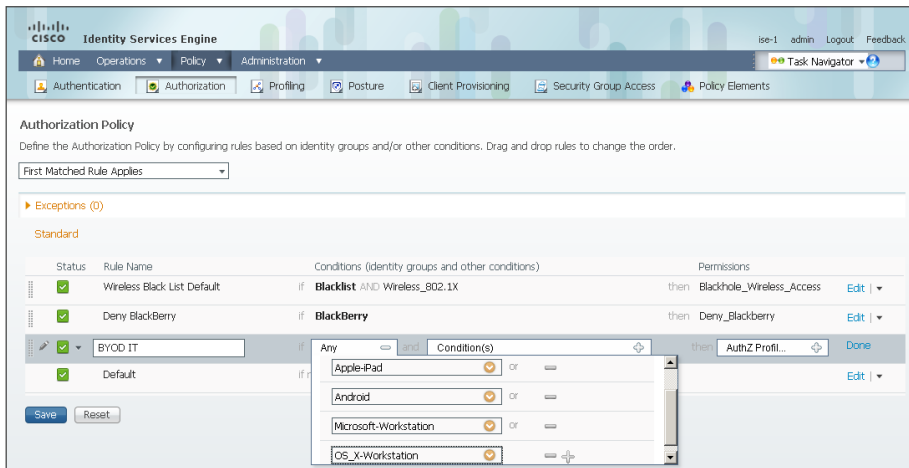 CISCO Identity Services Engine
ise-1 admin Logout Feedback
Home Operations Policy Administration
Task Navigator
Authentication Authorization Profiling Posture Client Provisioning Security Group Access Policy Elements
Authorization Policy
Define the Authorization Policy by configuring rules based on identity groups and/or other conditions. Drag and drop rules to change the order.
First Matched Rule Applies
Exceptions (0)
Standard
Status Rule Name Conditions (identity groups and other conditions) Permissions
Wireless Black List Default if Blacklist AND Wireless_802.1X then Blackhole_Wireless_Access Edit |
Deny BlackBerry if BlackBerry then Deny_Blackberry Edit |
BYOD IT if Any and Condition(s) then AuthZ Profil... Done
Apple-iPad or
Default if n Edit |
Android or
Microsoft-Workstation or
OS_X-Workstation
Save Reset